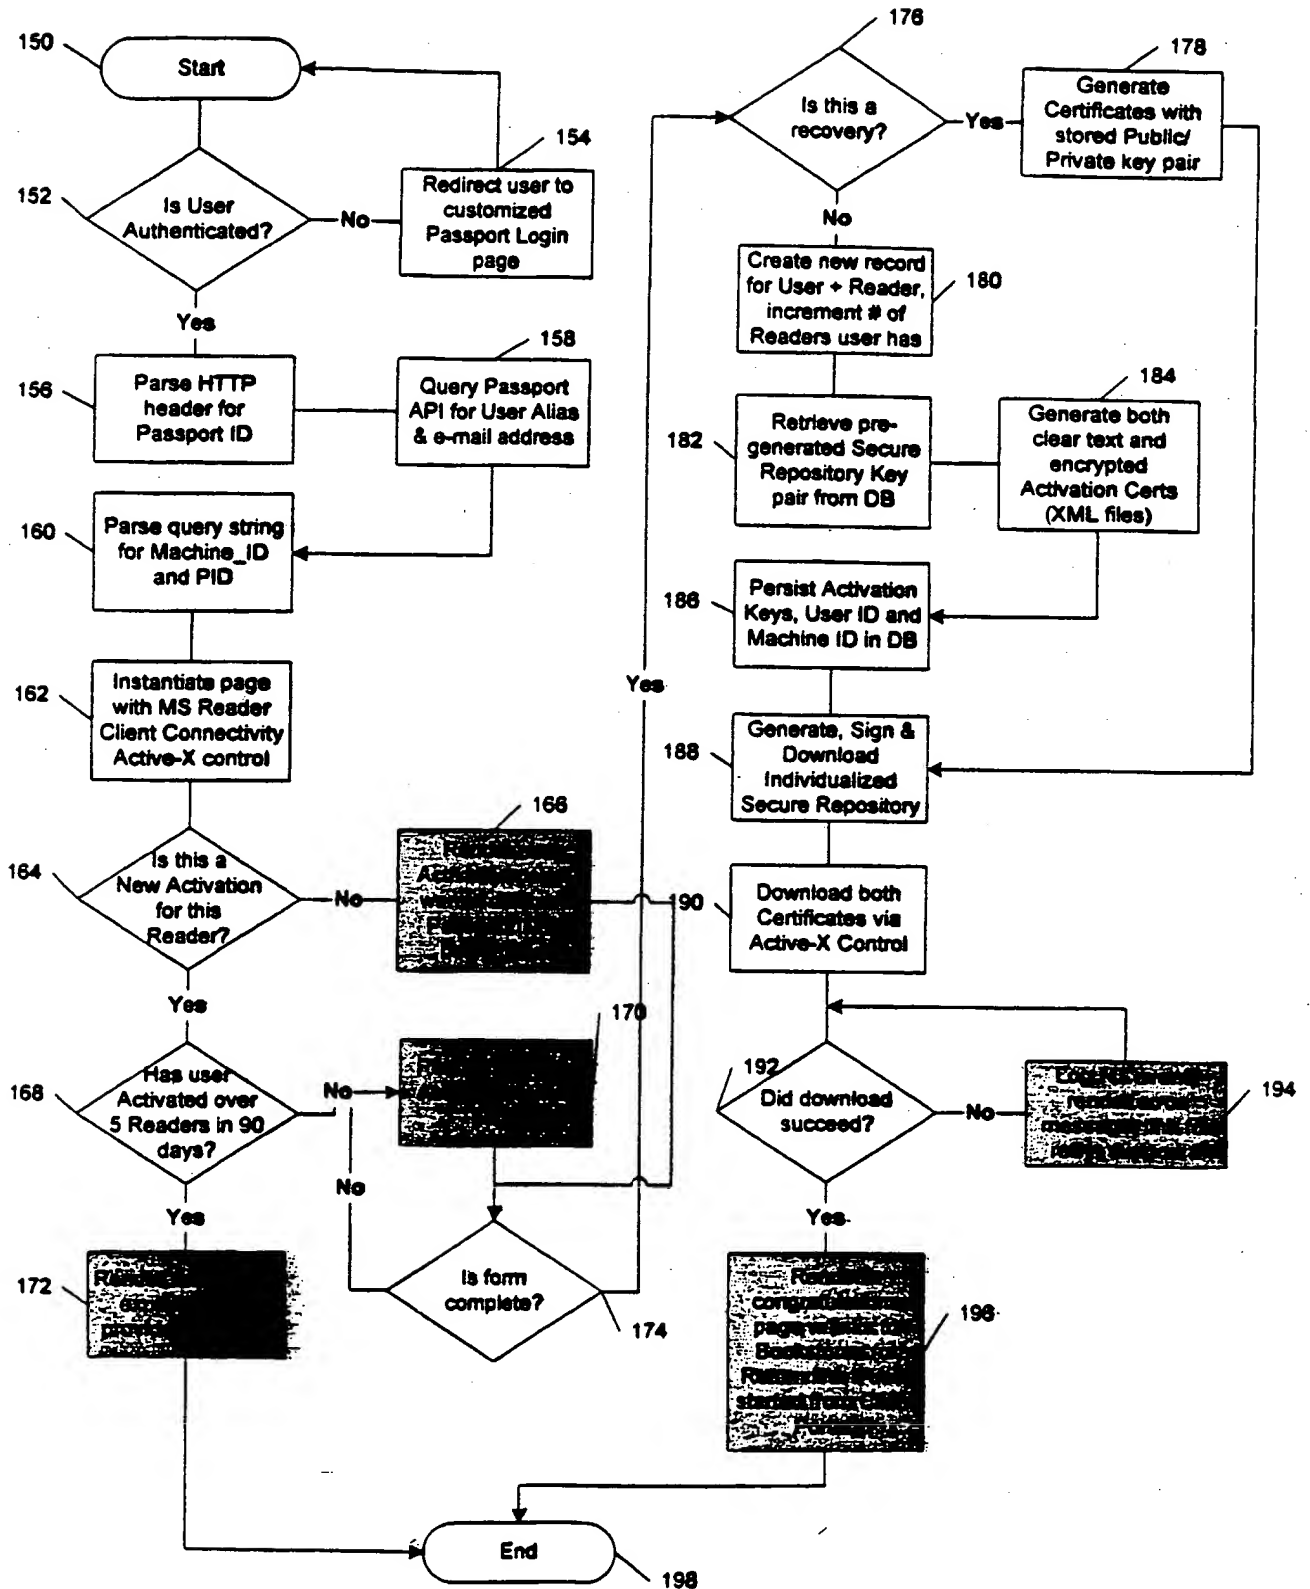 150
Start
154
152
Is User
Authenticated?
No
Redirect user to
customized
Passport Login
page
Yes
156
Parse HTTP
header for
Passport ID
158
Query Passport
API for User Alias
& e-mail address
160
Parse query string
for Machine_ID
and PID
162
Instantiate page
with MS Reader
Client Connectivity
Active-X control
164
Is this a
New Activation
for this
Reader?
No
166
Yes
168
Has user
Activated over
5 Readers in 90
days?
No
170
No
Yes
172
Is form
complete?
174
Yes
176
Is this a
recovery?
Yes
178
Generate
Certificates with
stored Public/
Private key pair
No
180
Create new record
for User + Reader,
increment # of
Readers user has
182
Retrieve pre-
generated Secure
Repository Key
pair from DB
184
Generate both
clear text and
encrypted
Activation Certs
(XML files)
186
Persist Activation
Keys, User ID and
Machine ID in DB
188
Generate, Sign &
Download
Individualized
Secure Repository
190
Download both
Certificates via
Active-X Control
192
Did download
succeed?
No
194
Yes
196
congratulations
page
started from
End
198